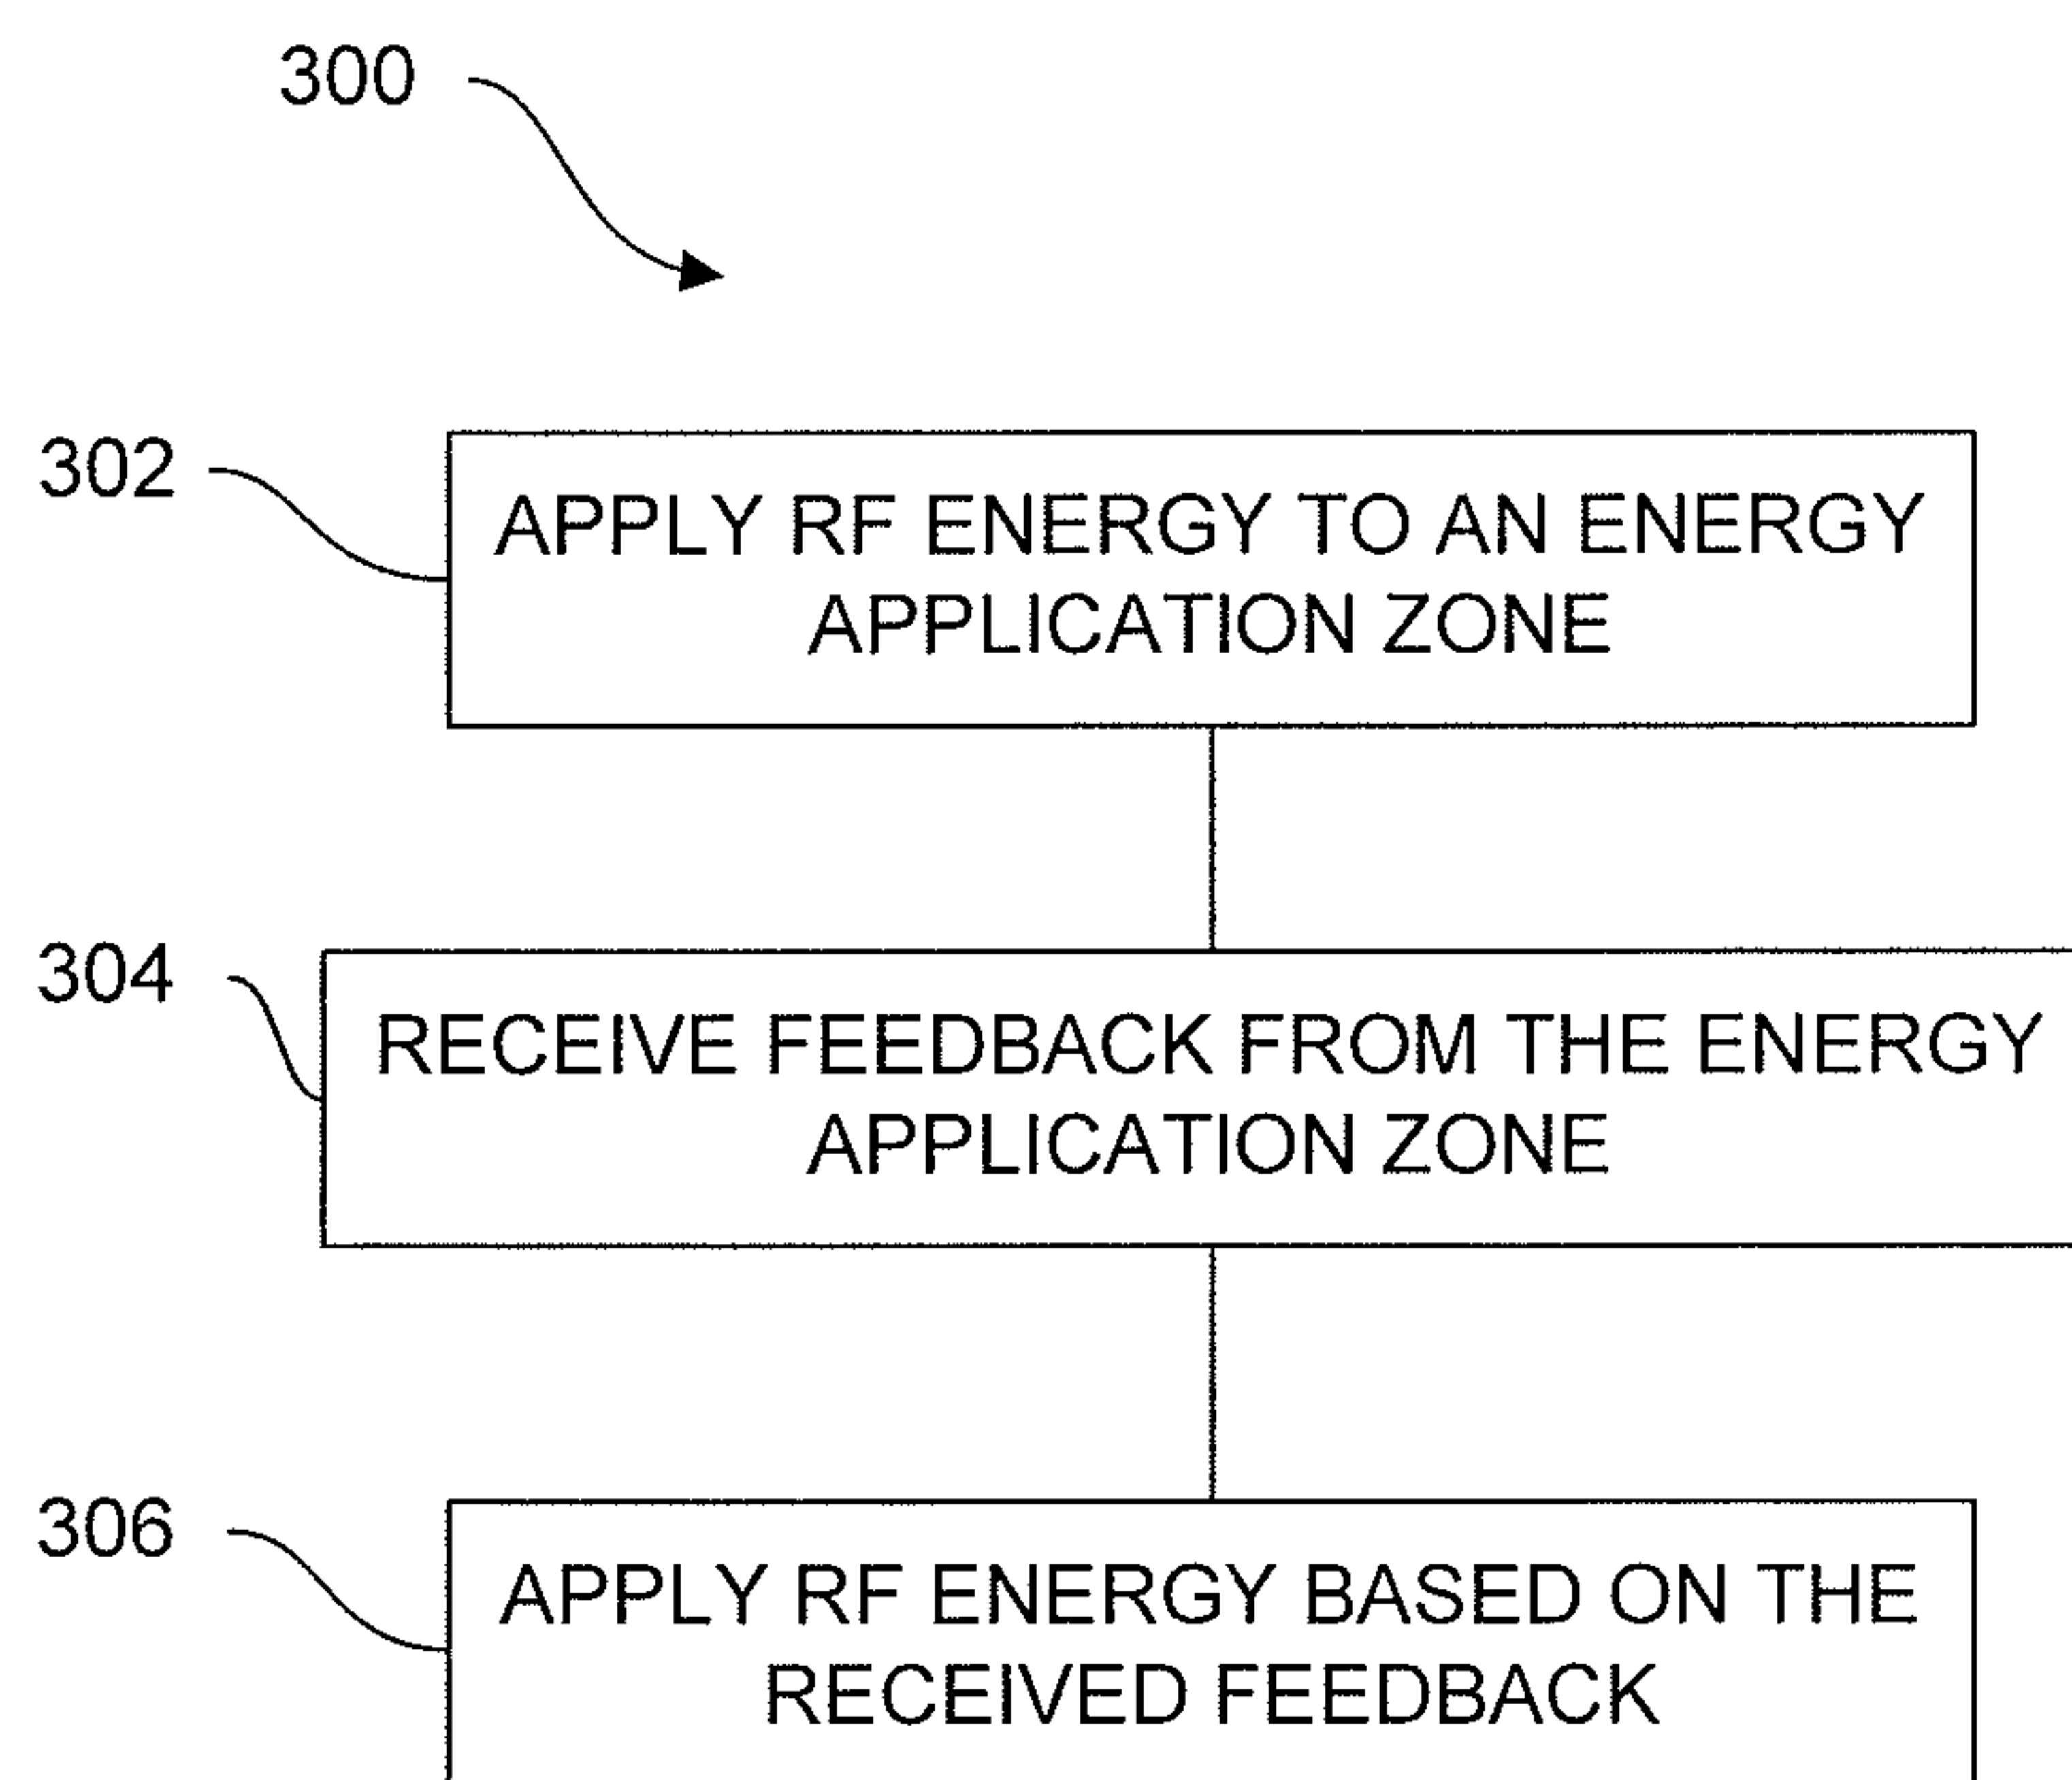 300
302
APPLY RF ENERGY TO AN ENERGY
APPLICATION ZONE
304
RECEIVE FEEDBACK FROM THE ENERGY
APPLICATION ZONE
306
APPLY RF ENERGY BASED ON THE
RECEIVED FEEDBACK